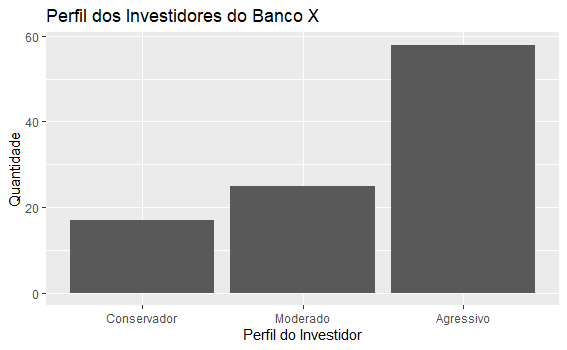 Perfil dos Investidores do Banco X
60
40
20
0
Quantidade
Conservador
Moderado
Agressivo
Perfil do Investidor